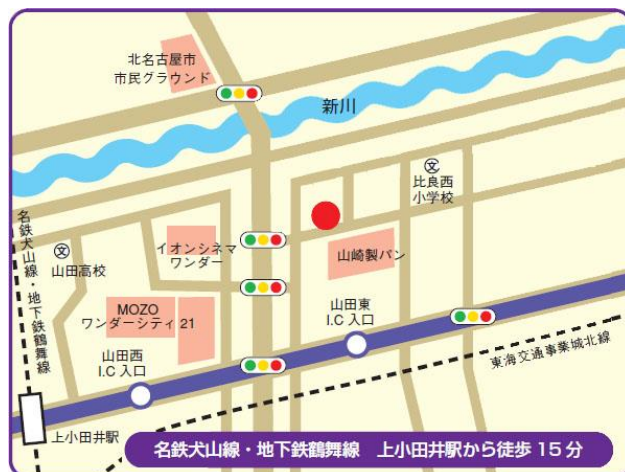 北名古屋市
市民グラウンド
新川
文
比良西
小学校
名鉄犬山線・地下鉄鶴舞線
文
山田高校
イオンシネマ
ワンダー
山崎製パン
MOZO
ワンダーシティ 21
山田東
I.C 入口
山田西
I.C 入口
東海交通事業城北線
上小田井駅
名鉄犬山線・地下鉄鶴舞線　上小田井駅から徒歩 15 分